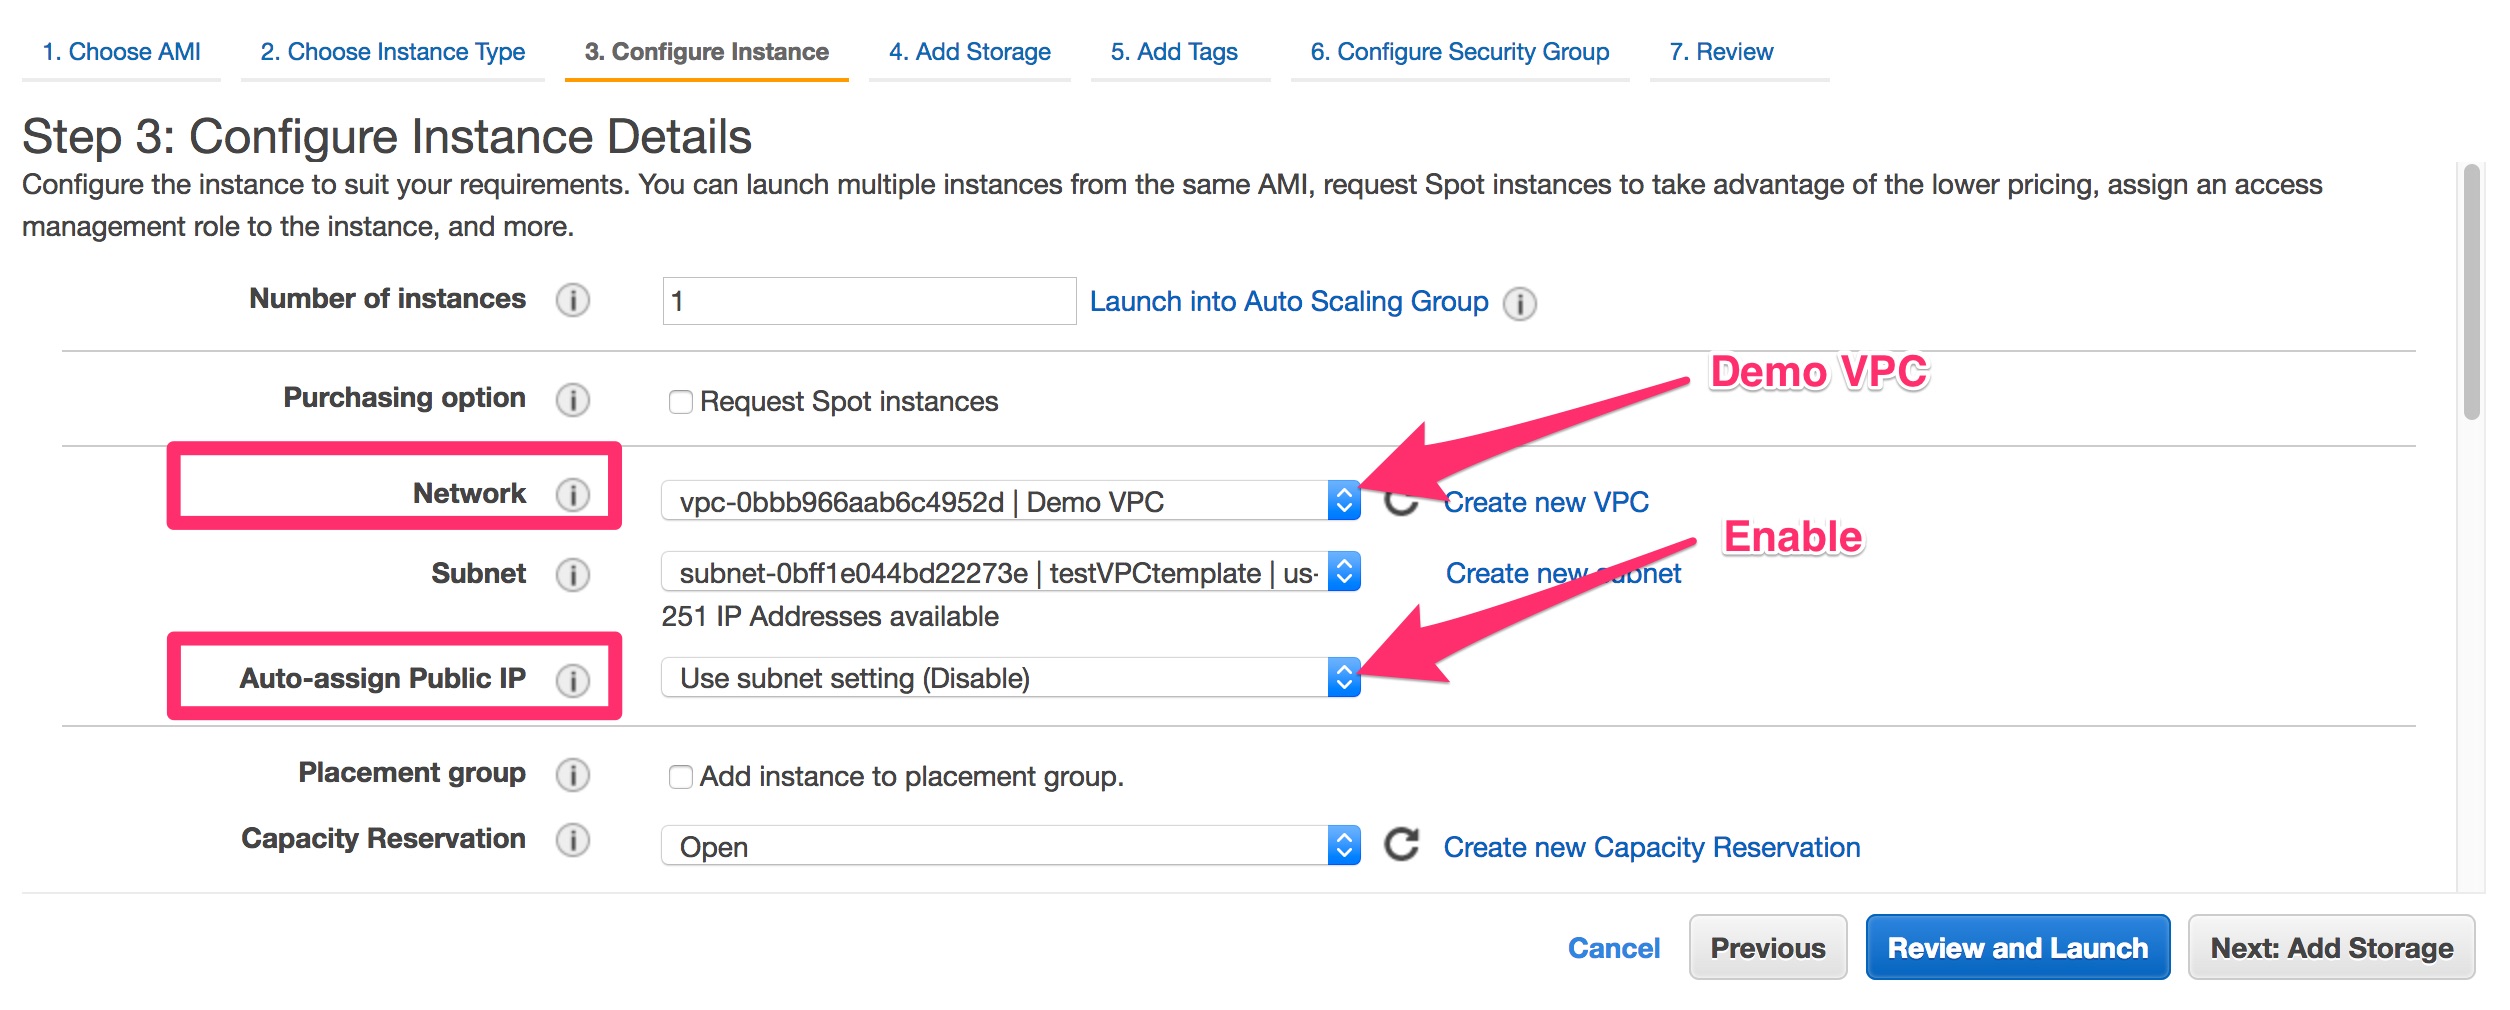 1. Choose AMI 2. Choose Instance Type 3. Configure Instance 4. Add Storage 5. Add Tags 6. Configure Security Group 7. Review
Step 3: Configure Instance Details
Configure the instance to suit your requirements. You can launch multiple instances from the same AMI, request Spot instances to take advantage of the lower pricing, assign an access
management role to the instance, and more.
Number of instances i 1 Launch into Auto Scaling Group i
Demo VPC
Purchasing option i Request Spot instances
Network i vpc-0bbb966aab6c4952d | Demo VPC Create new VPC
Enable
Subnet i subnet-0bff1e044bd22273e | testVPCtemplate | us- Create new subnet
251 IP Addresses available
Auto-assign Public IP i Use subnet setting (Disable)
Placement group i Add instance to placement group.
Capacity Reservation i Open Create new Capacity Reservation
Cancel Previous Review and Launch Next: Add Storage